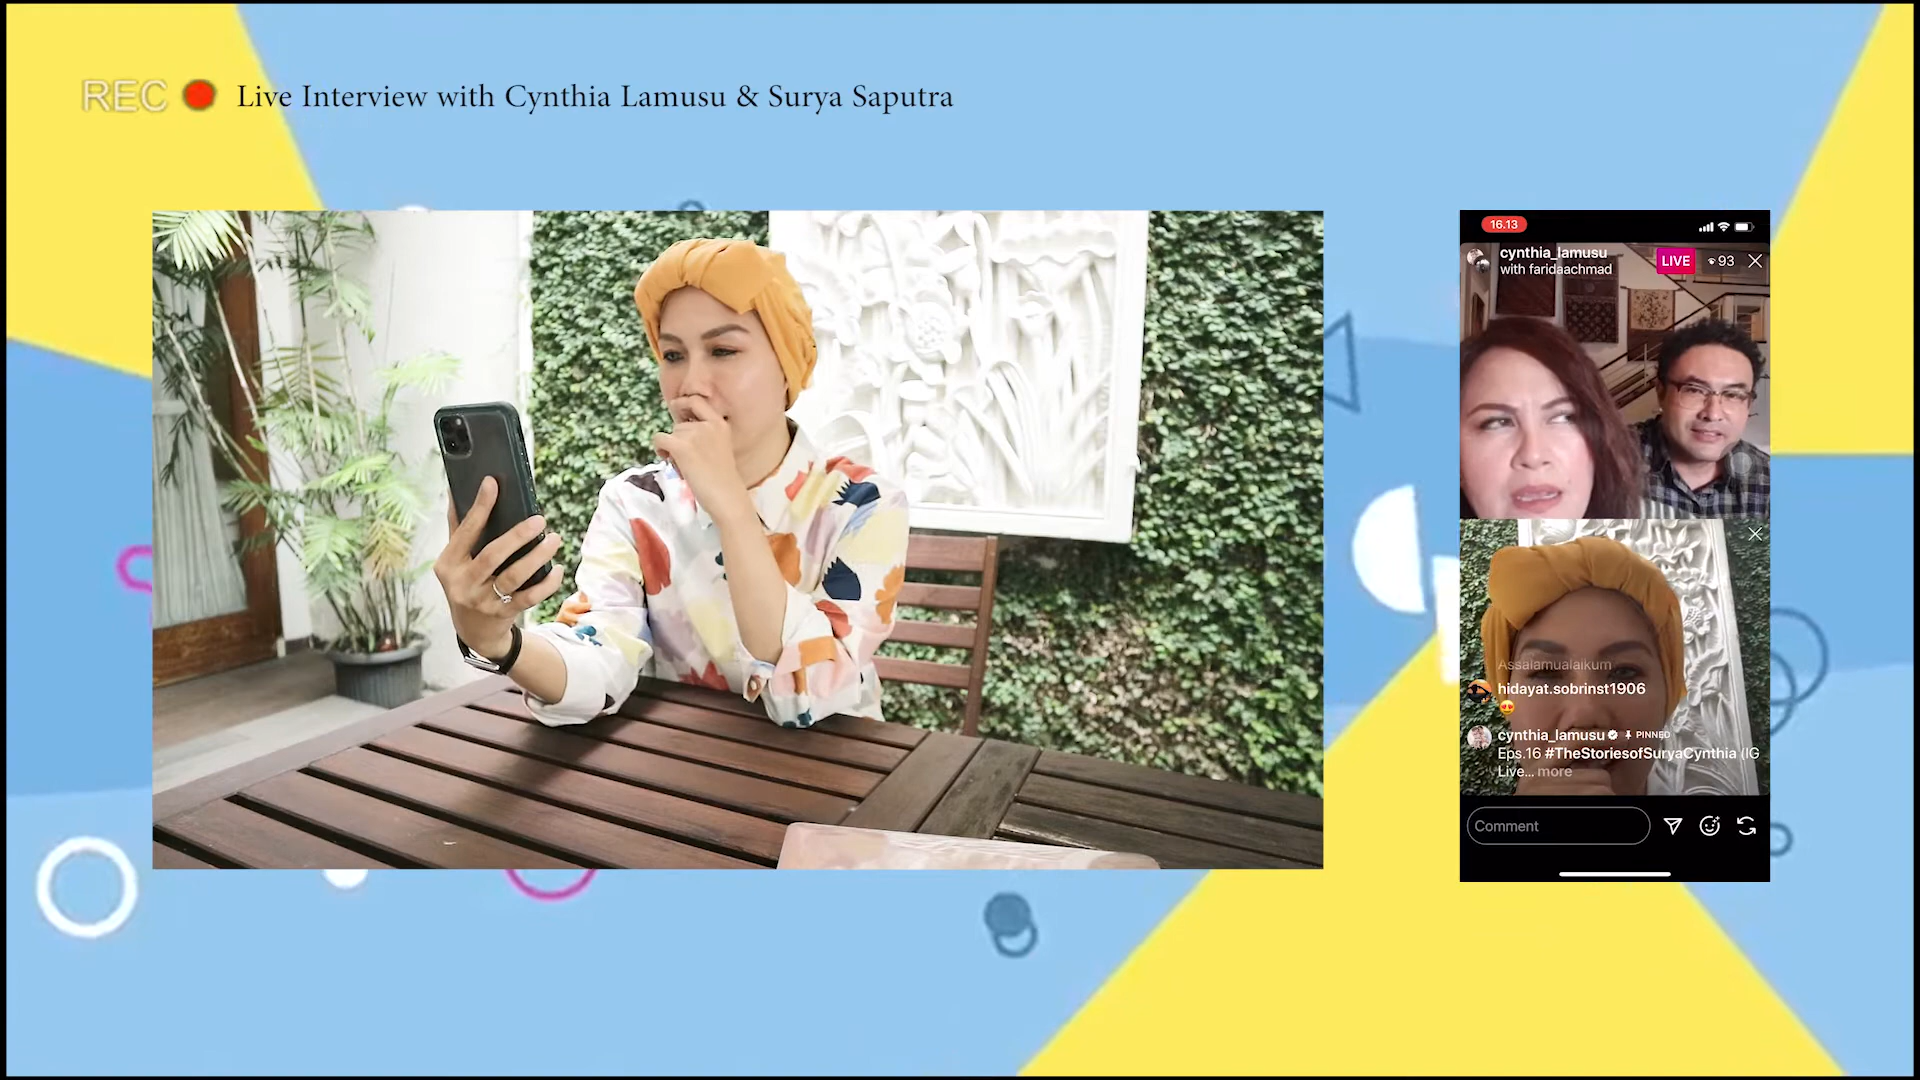 REC Live Interview with Cynthia Lamusu & Surya Saputra
16.13
cynthia_lamusu
with faridaachmad
LIVE
93
Assalamualaikum
hidayat.sobrinst1906
😍
cynthia_lamusu PINNED
Eps.16 #TheStoriesofSuryaCynthia (IG
Live... more
Comment